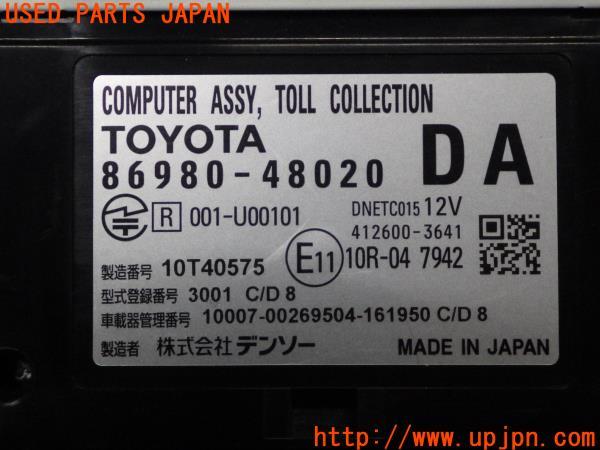 USED PARTS JAPAN
COMPUTER ASSY, TOLL COLLECTION
TOYOTA
86980-48020 DA
R 001-U00101 DNETC015 12V
412600-3641
製造番号 10T40575 E11 10R-04 7942
型式登録番号 3001 C/D 8
車載器管理番号 10007-00269504-161950 C/D 8
製造者 株式会社デンソー MADE IN JAPAN
http://www.upjpn.com